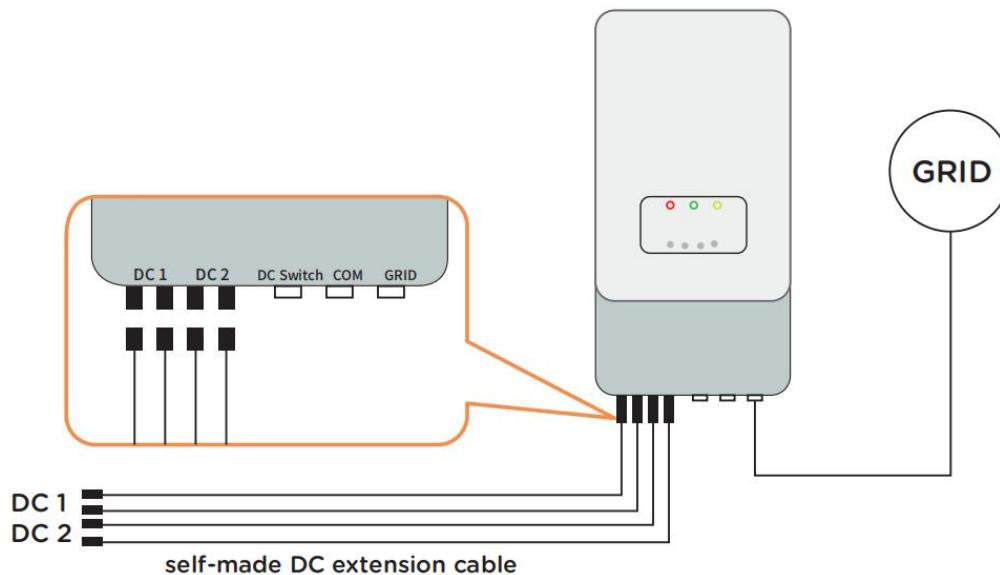 GRID
DC 1 DC 2 DC Switch COM GRID
DC 1
DC 2
self-made DC extension cable